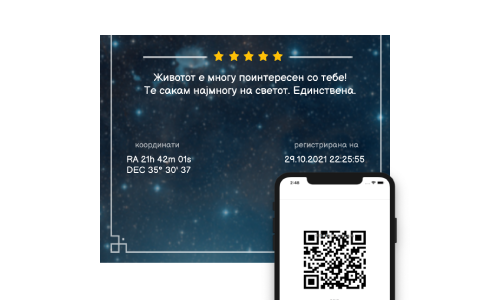 Животот е многу поинтересен со тебе!
Те сакам најмногу на светот. Единствена.
координати
регистрирана на
RA 21h 42m 01s
29.10.2021 22:25:55
DEC 35° 30' 37
2:48